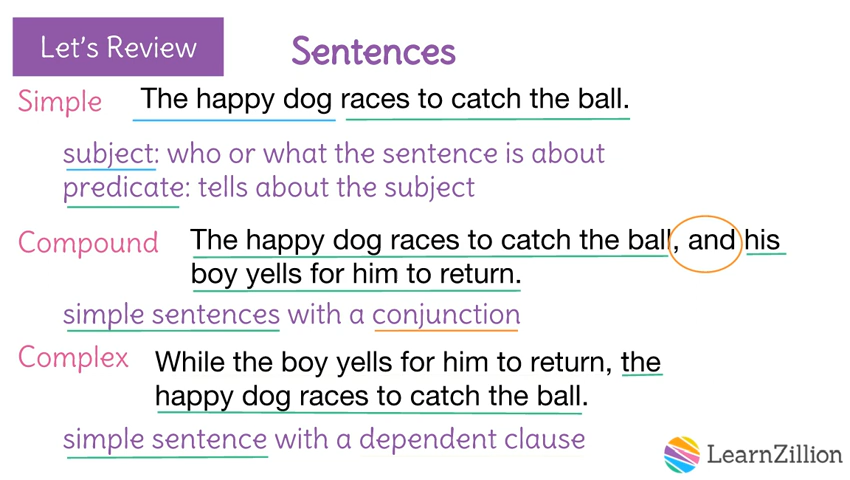 Let's Review
Sentences
Simple The happy dog races to catch the ball.
subject: who or what the sentence is about
predicate: tells about the subject
Compound The happy dog races to catch the ball, and his
boy yells for him to return.
simple sentences with a conjunction
Complex While the boy yells for him to return, the
happy dog races to catch the ball.
simple sentence with a dependent clause
LearnZillion